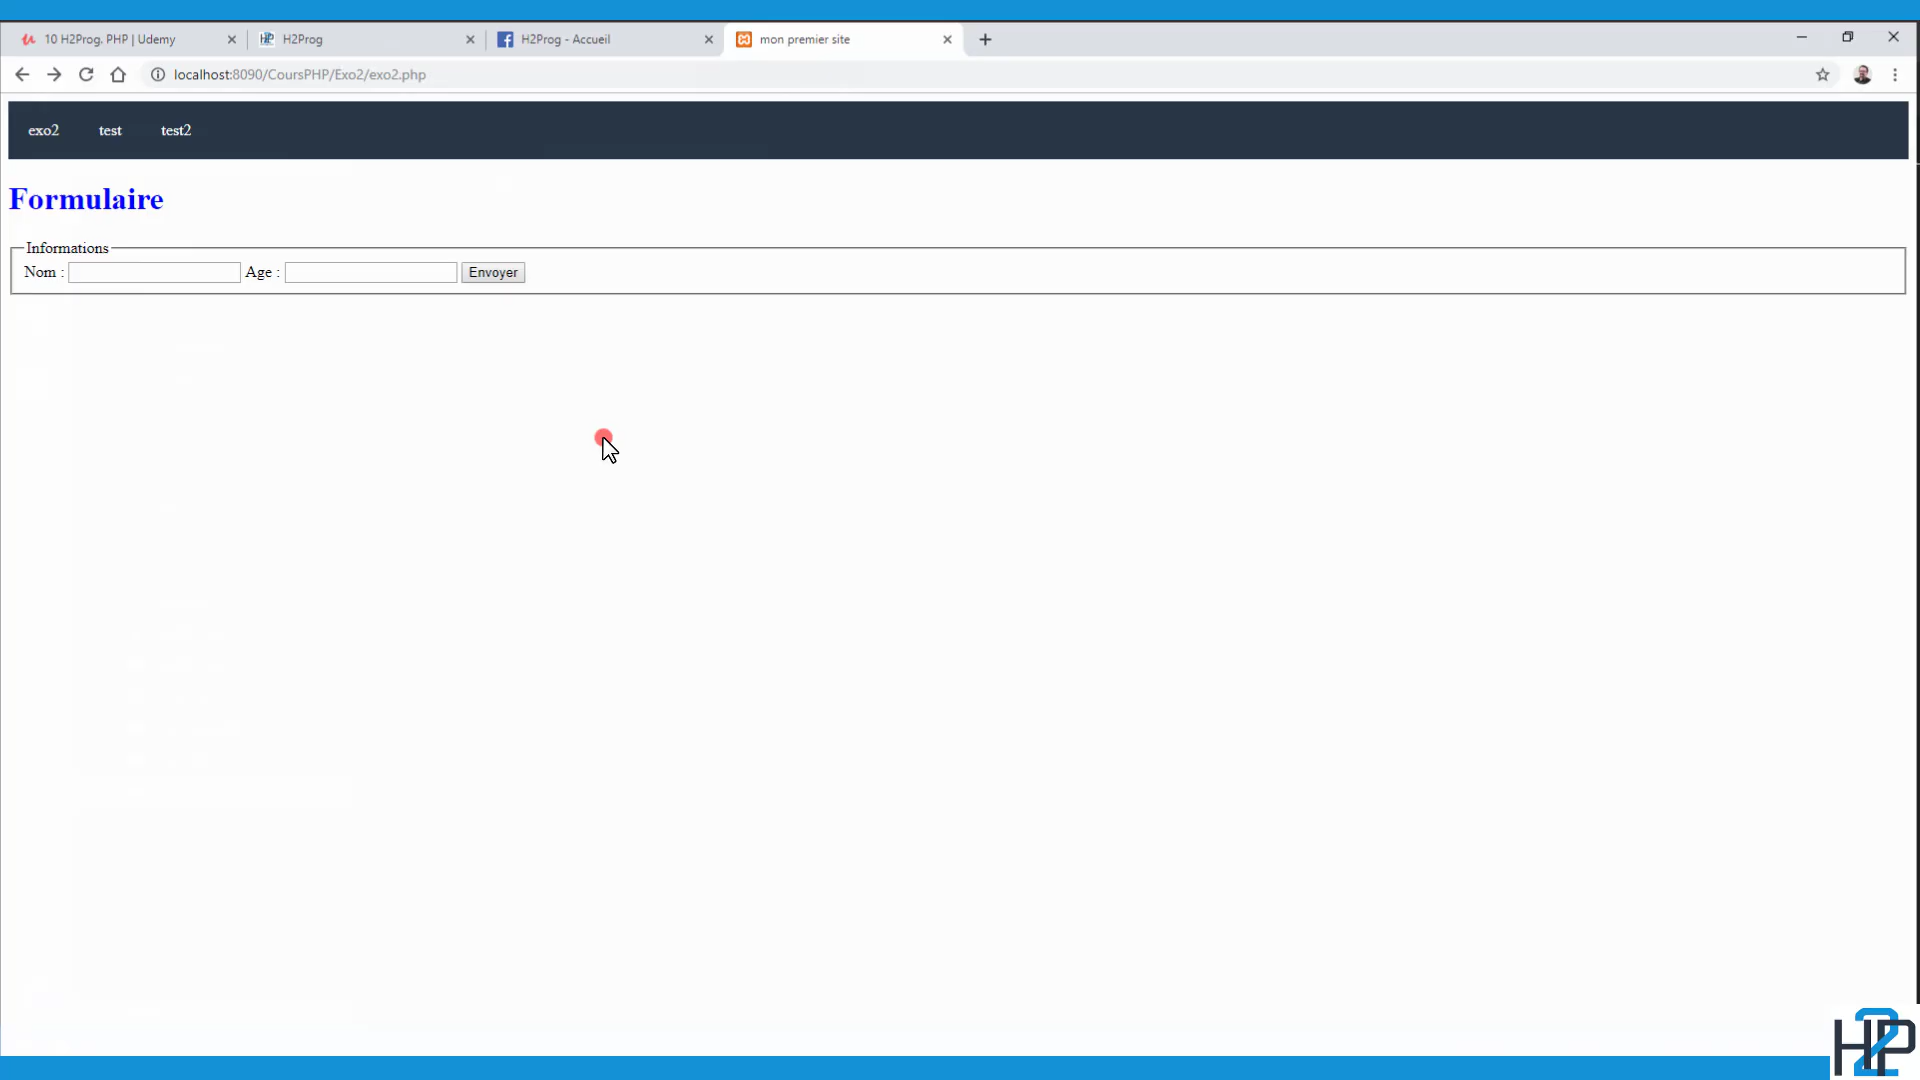 10 H2Prog. PHP | Udemy
H2Prog
H2Prog - Accueil
mon premier site
localhost:8090/CoursPHP/Exo2/exo2.php
exo2 test test2
Formulaire
Informations
Nom : Age : Envoyer
H2P